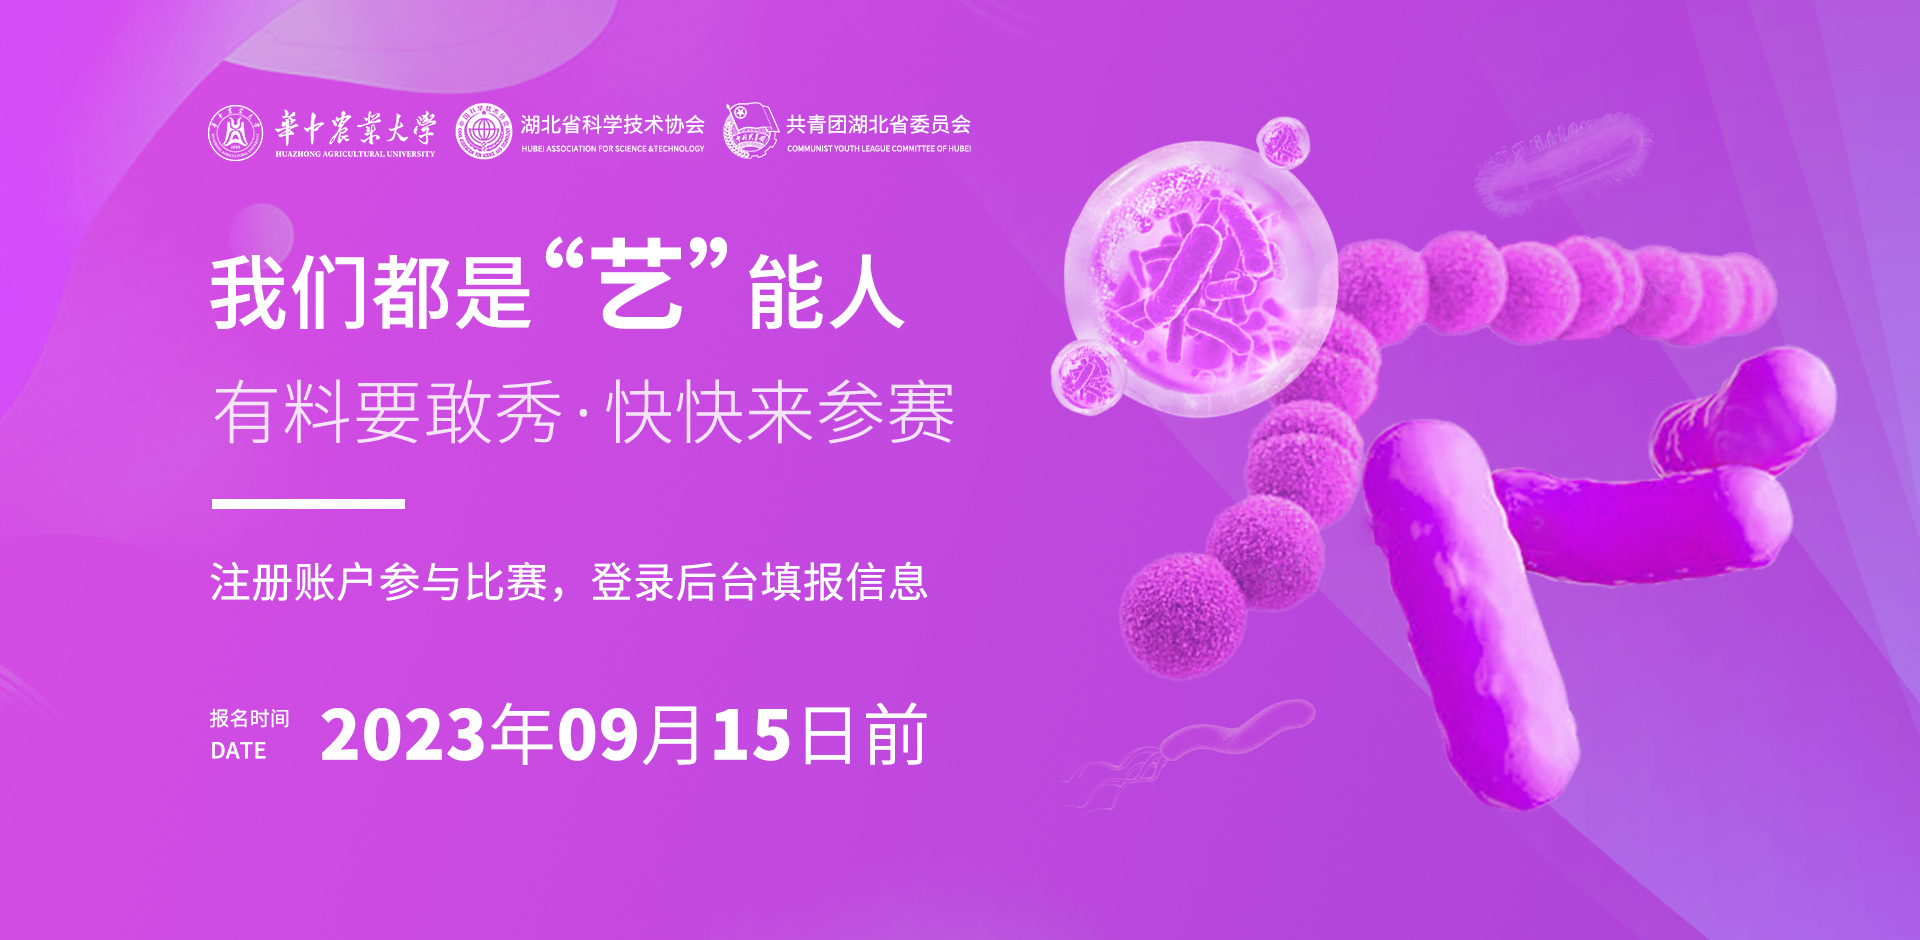 華中农业大学
HUAZHONG AGRICULTURAL UNIVERSITY
湖北省科学技术协会
HUBEI ASSOCIATION FOR SCIENCE &TECHNOLOGY
共青团湖北省委员会
COMMUNIST YOUTH LEAGUE COMMITTEE OF HUBEI
我们都是“艺”能人
有料要敢秀·快快来参赛
注册账户参与比赛，登录后台填报信息
报名时间
DATE
2023年09月15日前